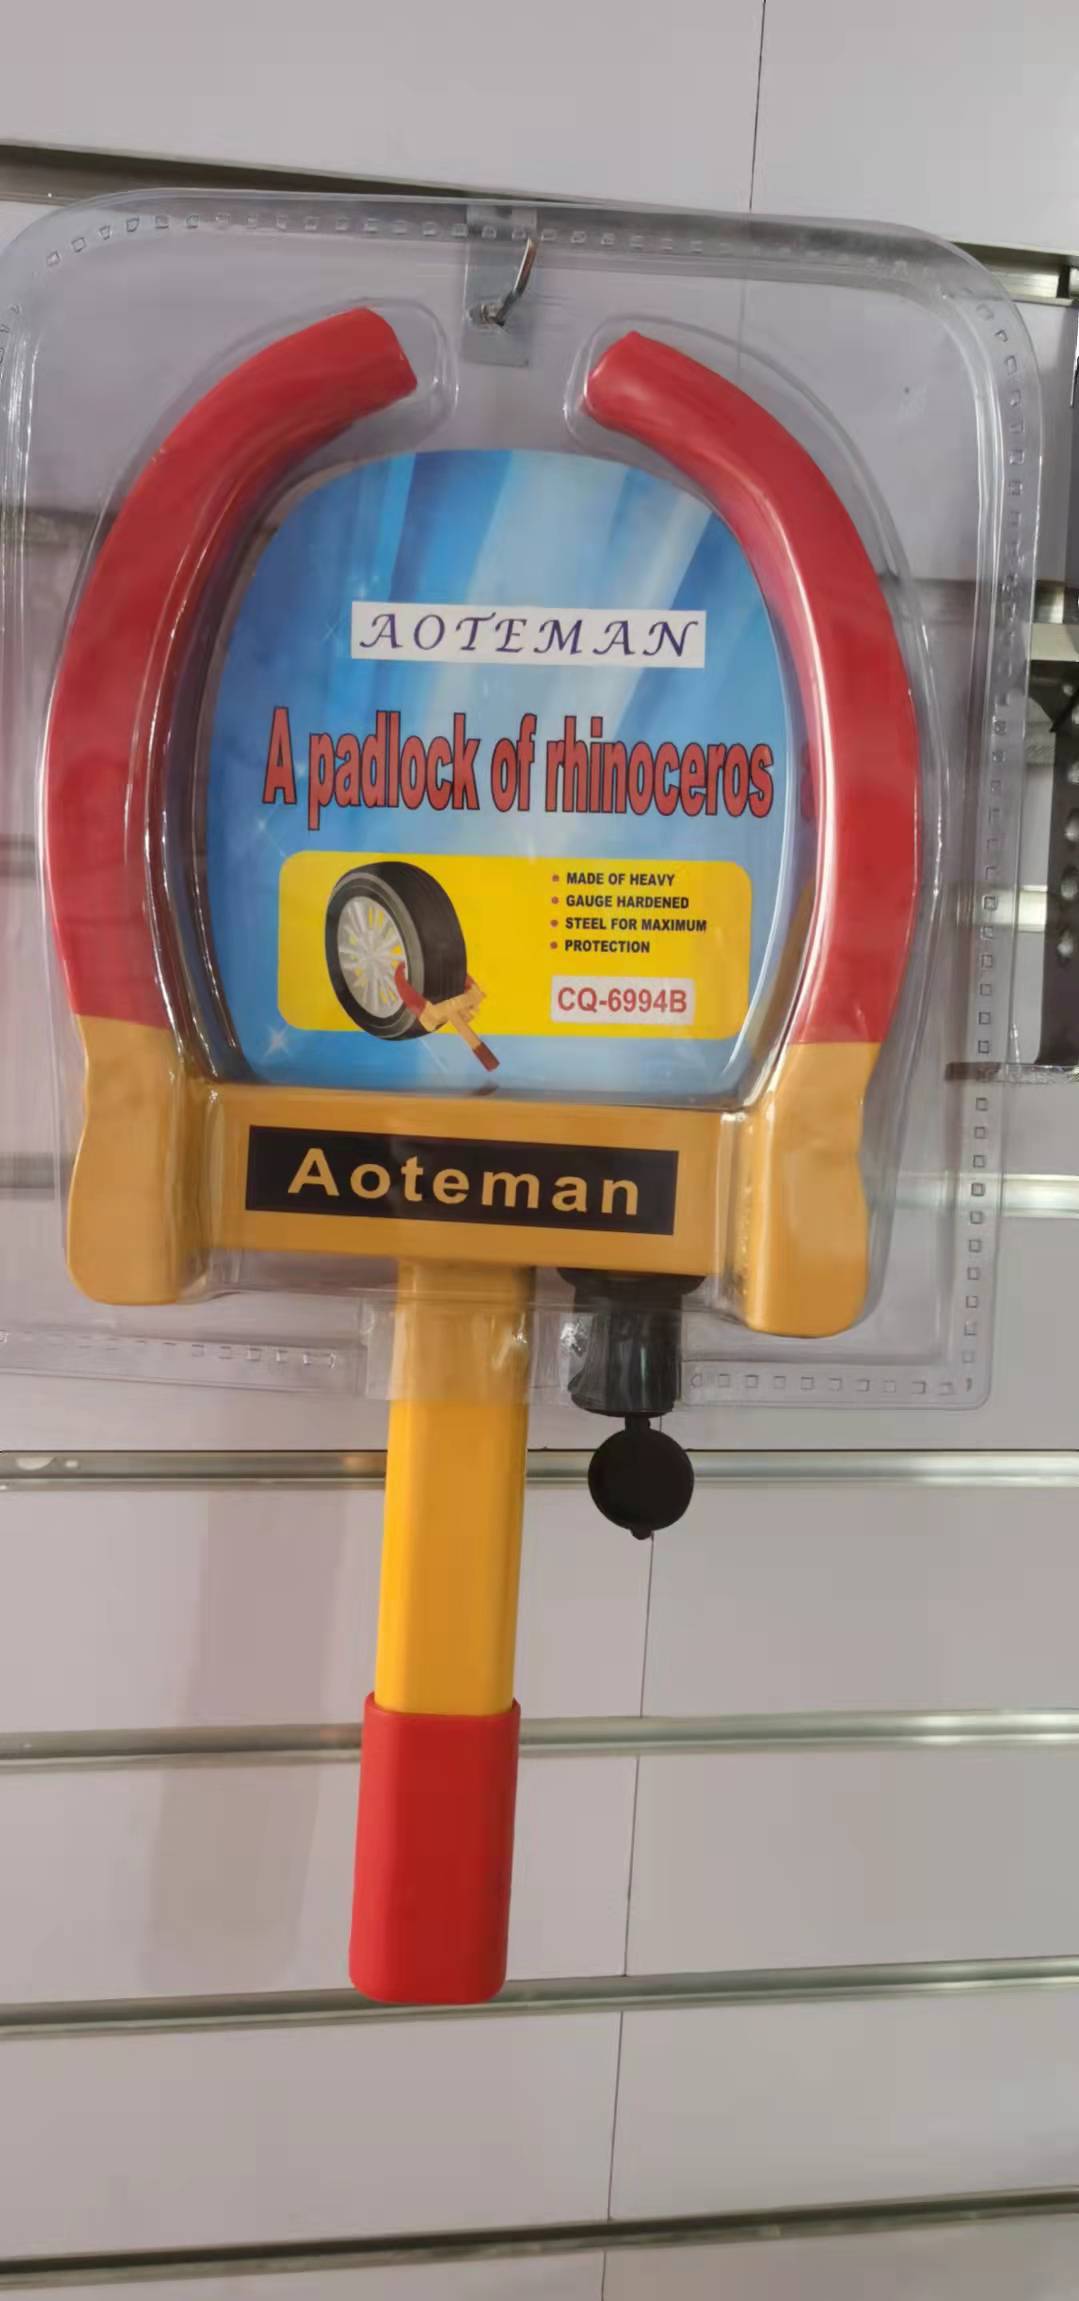 AOTEMAN
A padlock of rhinoceros
• MADE OF HEAVY
• GAUGE HARDENED
• STEEL FOR MAXIMUM
• PROTECTION
CQ-6994B
Aoteman